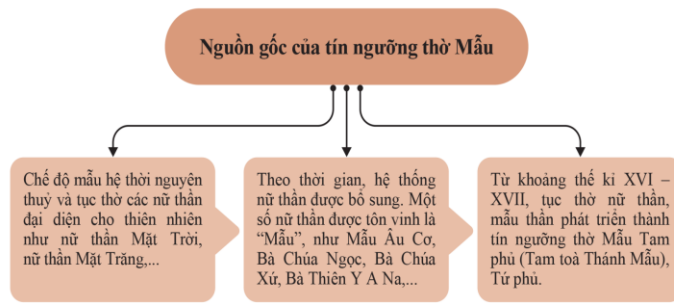 Nguồn gốc của tín ngưỡng thờ Mẫu
Chế độ mẫu hệ thời nguyên
thuỷ và tục thờ các nữ thần
đại diện cho thiên nhiên
như nữ thần Mặt Trời,
nữ thần Mặt Trăng,...
Theo thời gian, hệ thống
nữ thần được bổ sung. Một
số nữ thần được tôn vinh là
“Mẫu”, như Mẫu Âu Cơ,
Bà Chúa Ngọc, Bà Chúa
Xứ, Bà Thiên Y A Na,...
Từ khoảng thế kỉ XVI –
XVII, tục thờ nữ thần,
mẫu thần phát triển thành
tín ngưỡng thờ Mẫu Tam
phủ (Tam toà Thánh Mẫu),
Tứ phủ.